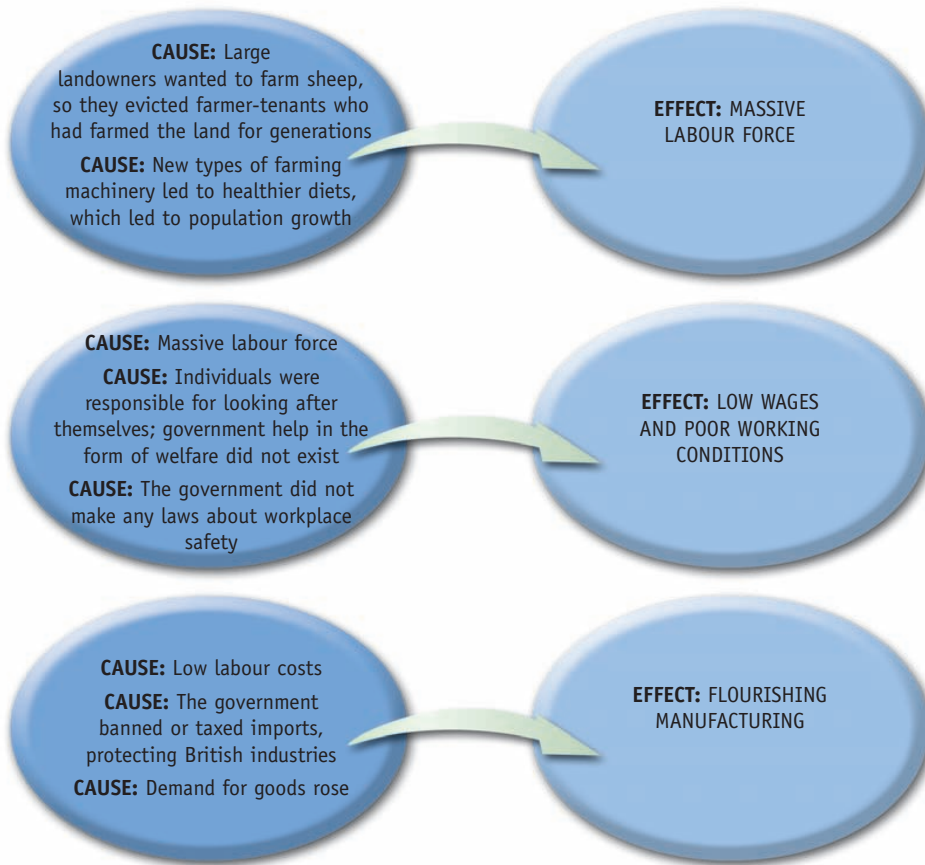 CAUSE: Large
landowners wanted to farm sheep,
so they evicted farmer-tenants who
had farmed the land for generations
CAUSE: New types of farming
machinery led to healthier diets,
which led to population growth
EFFECT: MASSIVE
LABOUR FORCE
CAUSE: Massive labour force
CAUSE: Individuals were
responsible for looking after
themselves; government help in the
form of welfare did not exist
CAUSE: The government did not
make any laws about workplace
safety
EFFECT: LOW WAGES
AND POOR WORKING
CONDITIONS
CAUSE: Low labour costs
CAUSE: The government
banned or taxed imports,
protecting British industries
CAUSE: Demand for goods rose
EFFECT: FLOURISHING
MANUFACTURING